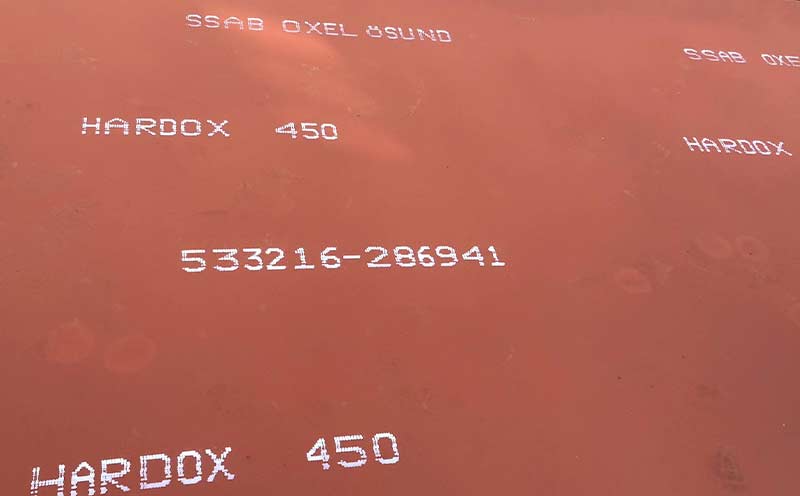 SSAB OXELÖSUND
SSAB OXE
HARDOX 450
HARDOX
533216-286941
HARDOX 450